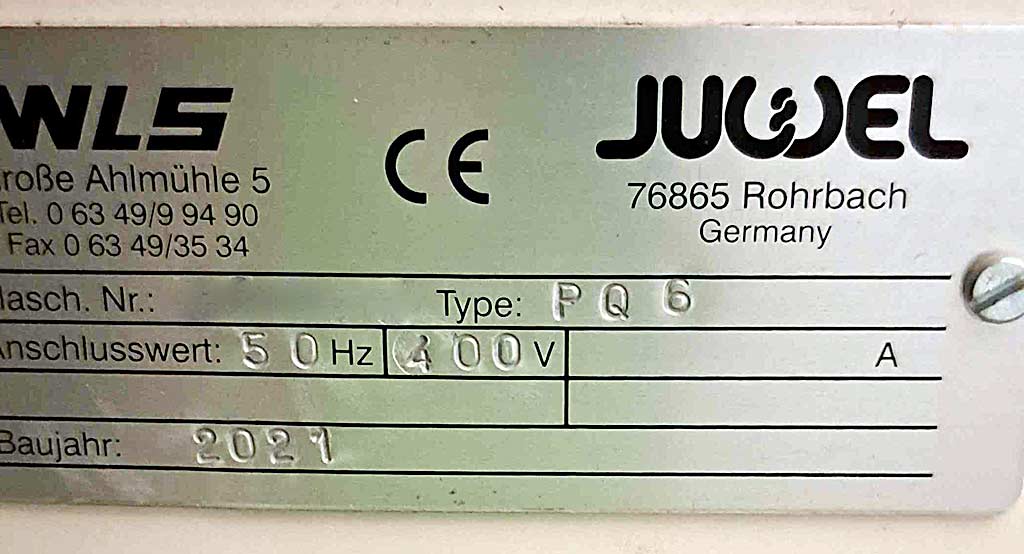 WLS
roße Ahlmühle 5
Tel. 0 63 49/9 94 90
Fax 0 63 49/35 34
CE
JUWEL
76865 Rohrbach
Germany
asch. Nr.: Type: PQ 6
nschlusswert: 50 Hz 400 V A
Baujahr: 2021